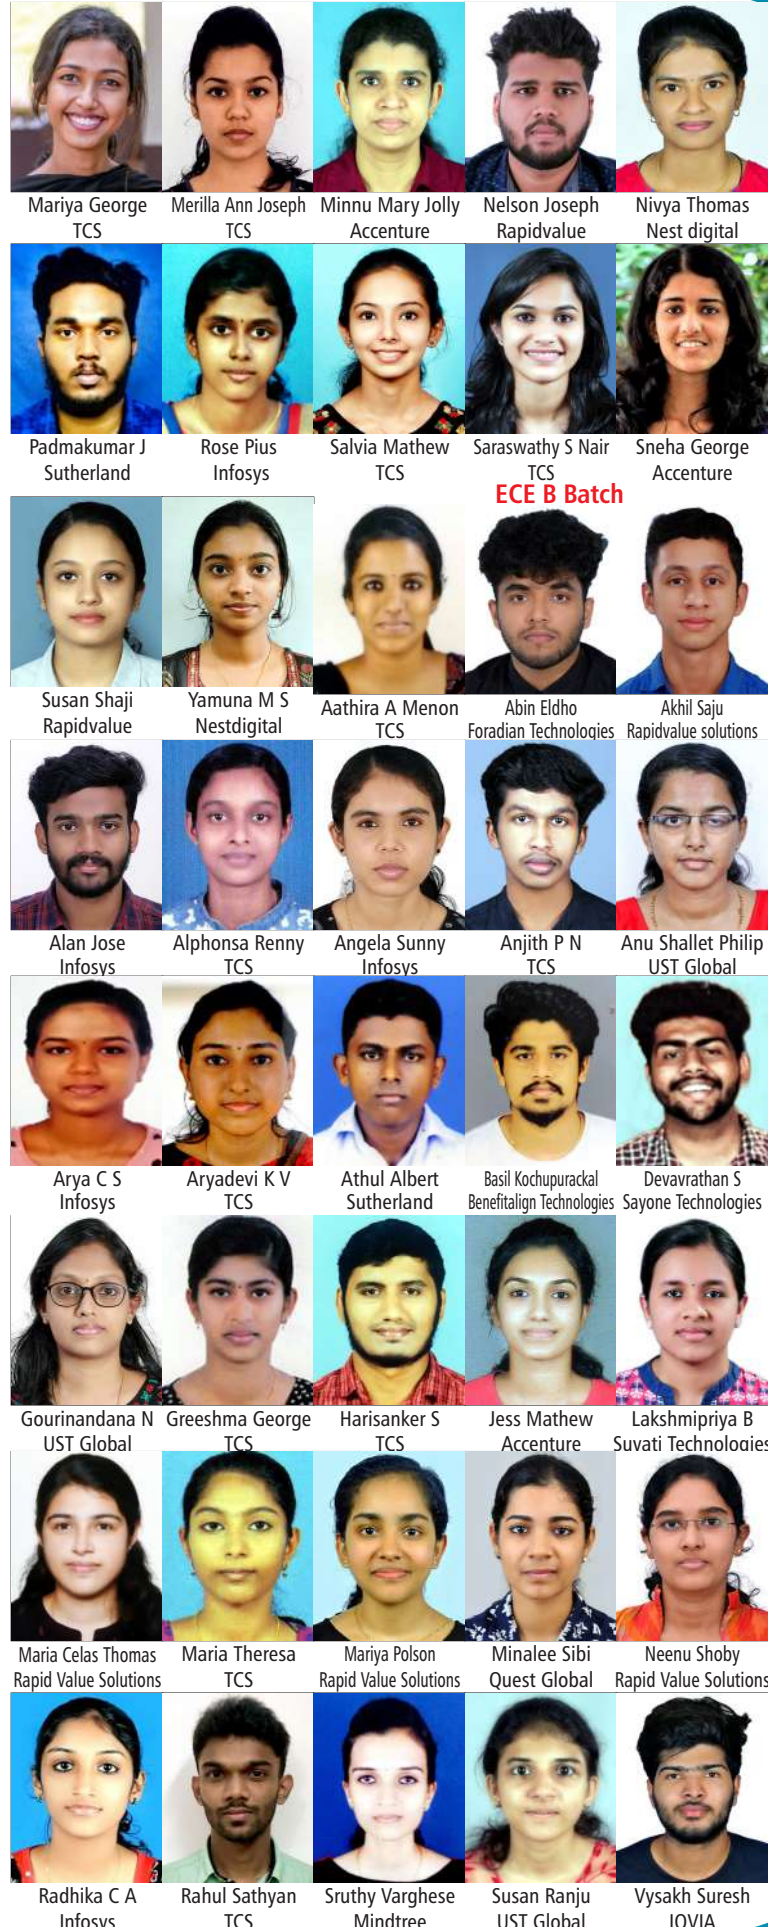 Mariya George
TCS
Merilla Ann Joseph
TCS
Minnu Mary Jolly
Accenture
Nelson Joseph
Rapidvalue
Nivya Thomas
Nest digital
Padmakumar J
Sutherland
Rose Pius
Infosys
Salvia Mathew
TCS
Saraswathy S Nair
TCS
Sneha George
Accenture
ECE B Batch
Susan Shaji
Rapidvalue
Yamuna M S
Nestdigital
Aathira A Menon
TCS
Abin Eldho
Foradian Technologies
Akhil Saju
Rapidvalue solutions
Alan Jose
Infosys
Alphonsa Renny
TCS
Angela Sunny
Infosys
Anjith P N
TCS
Anu Shallet Philip
UST Global
Arya C S
Infosys
Aryadevi K V
TCS
Athul Albert
Sutherland
Basil Kochupurackal
Benefitalign Technologies
Devavrathan S
Sayone Technologies
Gourinandana N
UST Global
Greeshma George
TCS
Harisanker S
TCS
Jess Mathew
Accenture
Lakshmipriya B
Suvati Technologies
Maria Celas Thomas
Rapid Value Solutions
Maria Theresa
TCS
Mariya Polson
Rapid Value Solutions
Minalee Sibi
Quest Global
Neenu Shoby
Rapid Value Solutions
Radhika C A
Infosys
Rahul Sathyan
TCS
Sruthy Varghese
Mindtree
Susan Ranju
UST Global
Vysakh Suresh